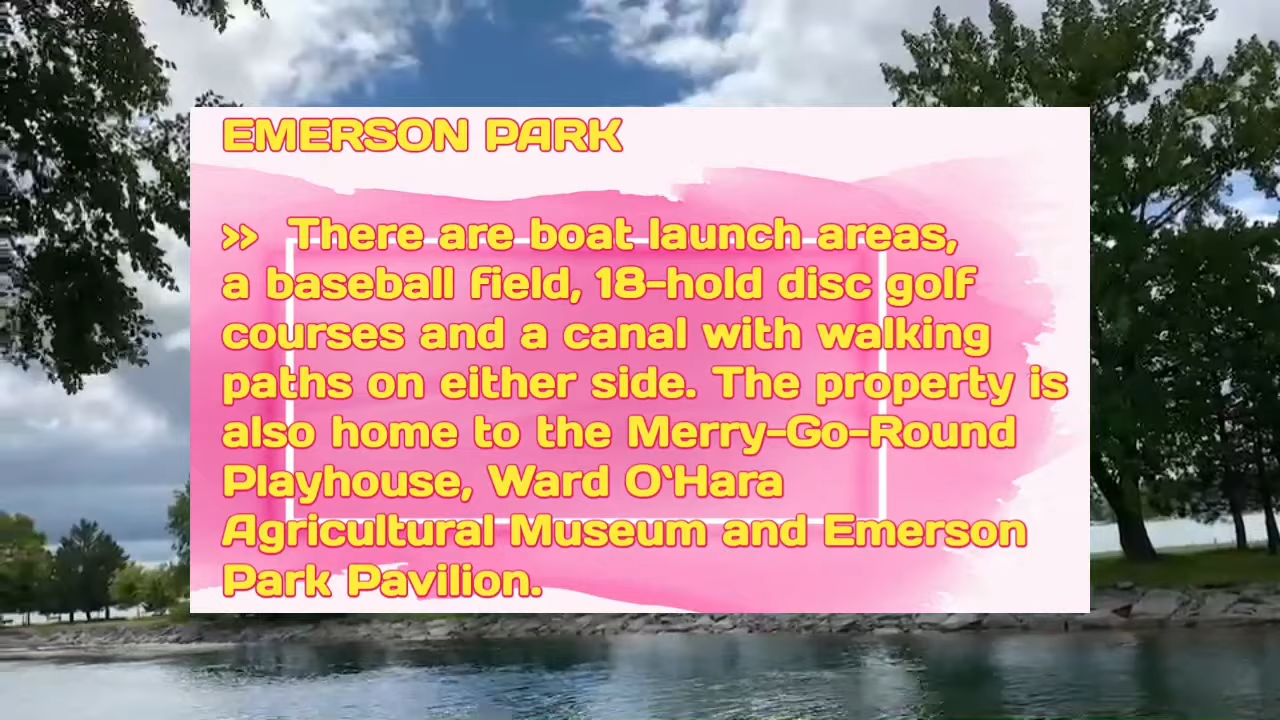 EMERSON PARK
>> There are boat launch areas,
a baseball field, 18-hold disc golf
courses and a canal with walking
paths on either side. The property is
also home to the Merry-Go-Round
Playhouse, Ward O‘Hara
Agricultural Museum and Emerson
Park Pavilion.